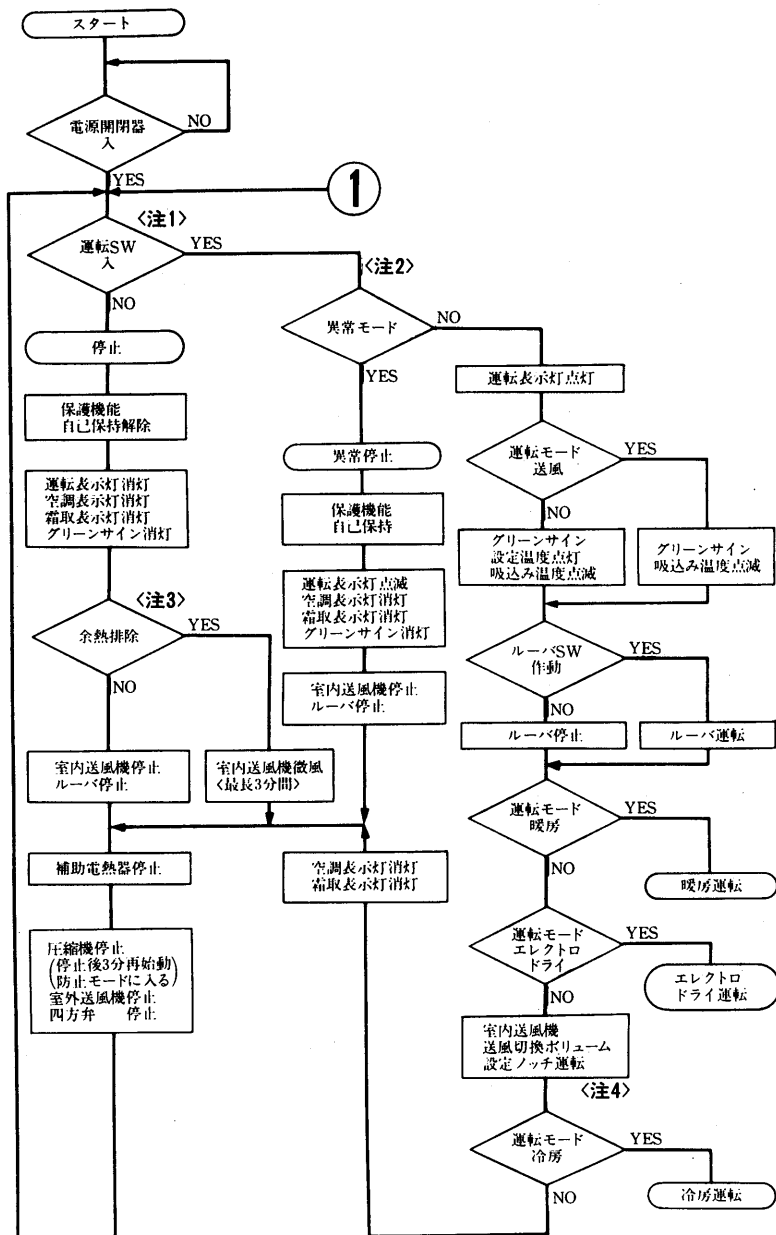 スタート
電源開閉器
入
NO
YES
1
〈注1〉
運転SW
入
YES
NO
停止
保護機能
自己保持解除
運転表示灯消灯
空調表示灯消灯
霜取表示灯消灯
グリーンサイン消灯
〈注3〉
余熱排除
YES
NO
室内送風機停止
ルーバ停止
室内送風機微風
<最長3分間>
補助電熱器停止
圧縮機停止
(停止後3分再始動)
(防止モードに入る)
室外送風機停止
四方弁 停止
〈注2〉
異常モード
NO
YES
異常停止
保護機能
自己保持
運転表示灯点滅
空調表示灯消灯
霜取表示灯消灯
グリーンサイン消灯
室内送風機停止
ルーバ停止
空調表示灯消灯
霜取表示灯消灯
運転表示灯点灯
運転モード
送風
YES
NO
グリーンサイン
設定温度点灯
吸込み温度点滅
グリーンサイン
吸込み温度点滅
ルーバSW
作動
YES
NO
ルーバ停止
ルーバ運転
運転モード
暖房
YES
NO
暖房運転
運転モード
エレクトロ
ドライ
YES
NO
エレクトロ
ドライ運転
室内送風機
送風切換ボリューム
設定ノッチ運転
〈注4〉
運転モード
冷房
YES
NO
冷房運転